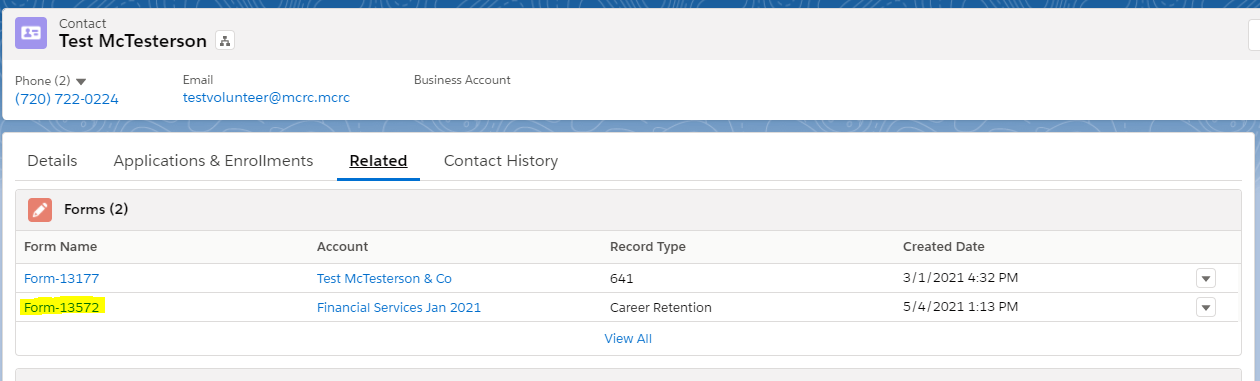 Contact
Test McTesterson
Phone (2) Email Business Account
(720) 722-0224 testvolunteer@mcrc.mcrc
Details Applications & Enrollments Related Contact History
Forms (2)
Form Name Account Record Type Created Date
Form-13177 Test McTesterson & Co 641 3/1/2021 4:32 PM
Form-13572 Financial Services Jan 2021 Career Retention 5/4/2021 1:13 PM
View All